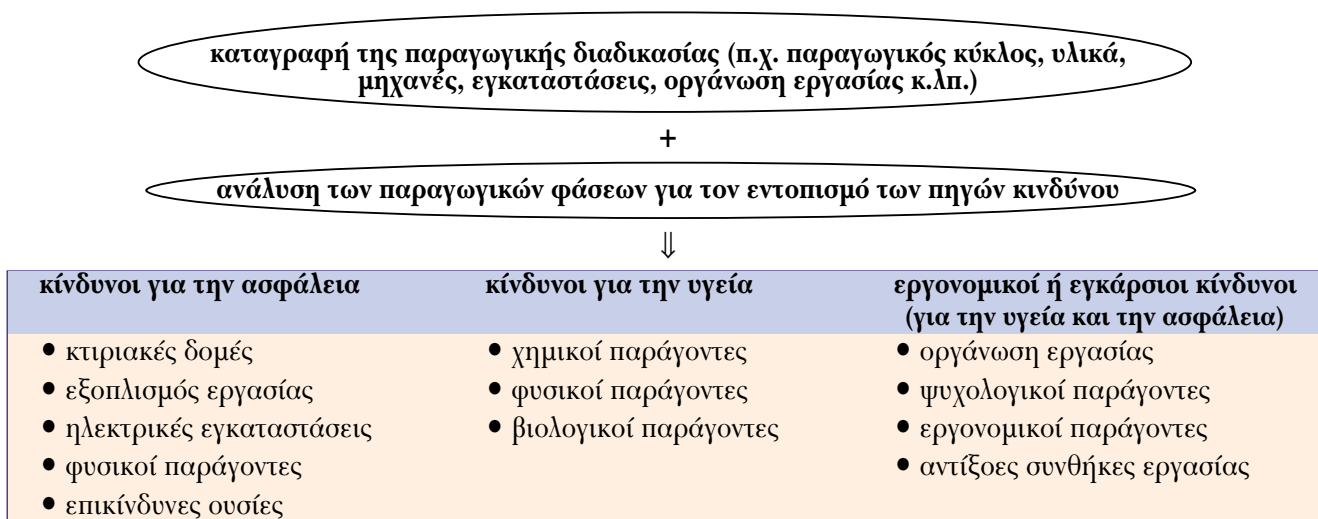 καταγραφή της παραγωγικής διαδικασίας (π.χ. παραγωγικός κύκλος, υλικά,
μηχανές, εγκαταστάσεις, οργάνωση εργασίας κ.λπ.)
+
ανάλυση των παραγωγικών φάσεων για τον εντοπισμό των πηγών κινδύνου
⇓
κίνδυνοι για την ασφάλεια
• κτιριακές δομές
• εξοπλισμός εργασίας
• ηλεκτρικές εγκαταστάσεις
• φυσικοί παράγοντες
• επικίνδυνες ουσίες
κίνδυνοι για την υγεία
• χημικοί παράγοντες
• φυσικοί παράγοντες
• βιολογικοί παράγοντες
εργονομικοί ή εγκάρσιοι κίνδυνοι
(για την υγεία και την ασφάλεια)
• οργάνωση εργασίας
• ψυχολογικοί παράγοντες
• εργονομικοί παράγοντες
• αντίξοες συνθήκες εργασίας